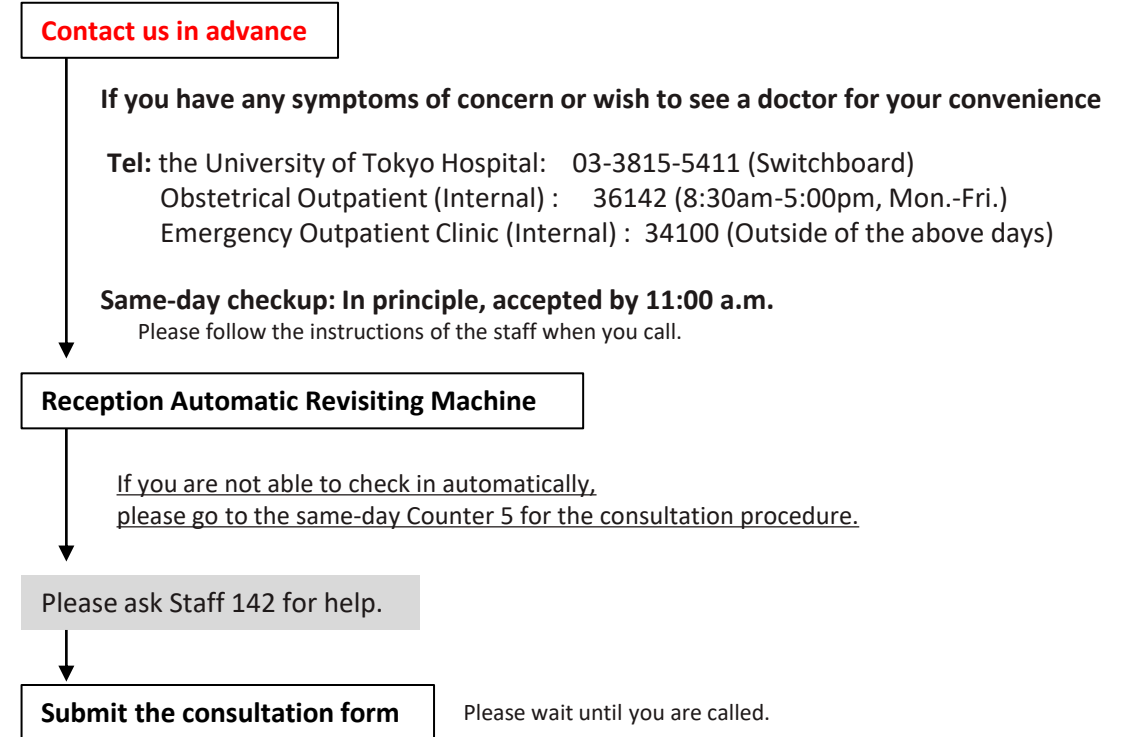 Contact us in advance
If you have any symptoms of concern or wish to see a doctor for your convenience
Tel: the University of Tokyo Hospital: 03-3815-5411 (Switchboard)
Obstetrical Outpatient (Internal) : 36142 (8:30am-5:00pm, Mon.-Fri.)
Emergency Outpatient Clinic (Internal) : 34100 (Outside of the above days)
Same-day checkup: In principle, accepted by 11:00 a.m.
Please follow the instructions of the staff when you call.
Reception Automatic Revisiting Machine
If you are not able to check in automatically,
please go to the same-day Counter 5 for the consultation procedure.
Please ask Staff 142 for help.
Submit the consultation form Please wait until you are called.